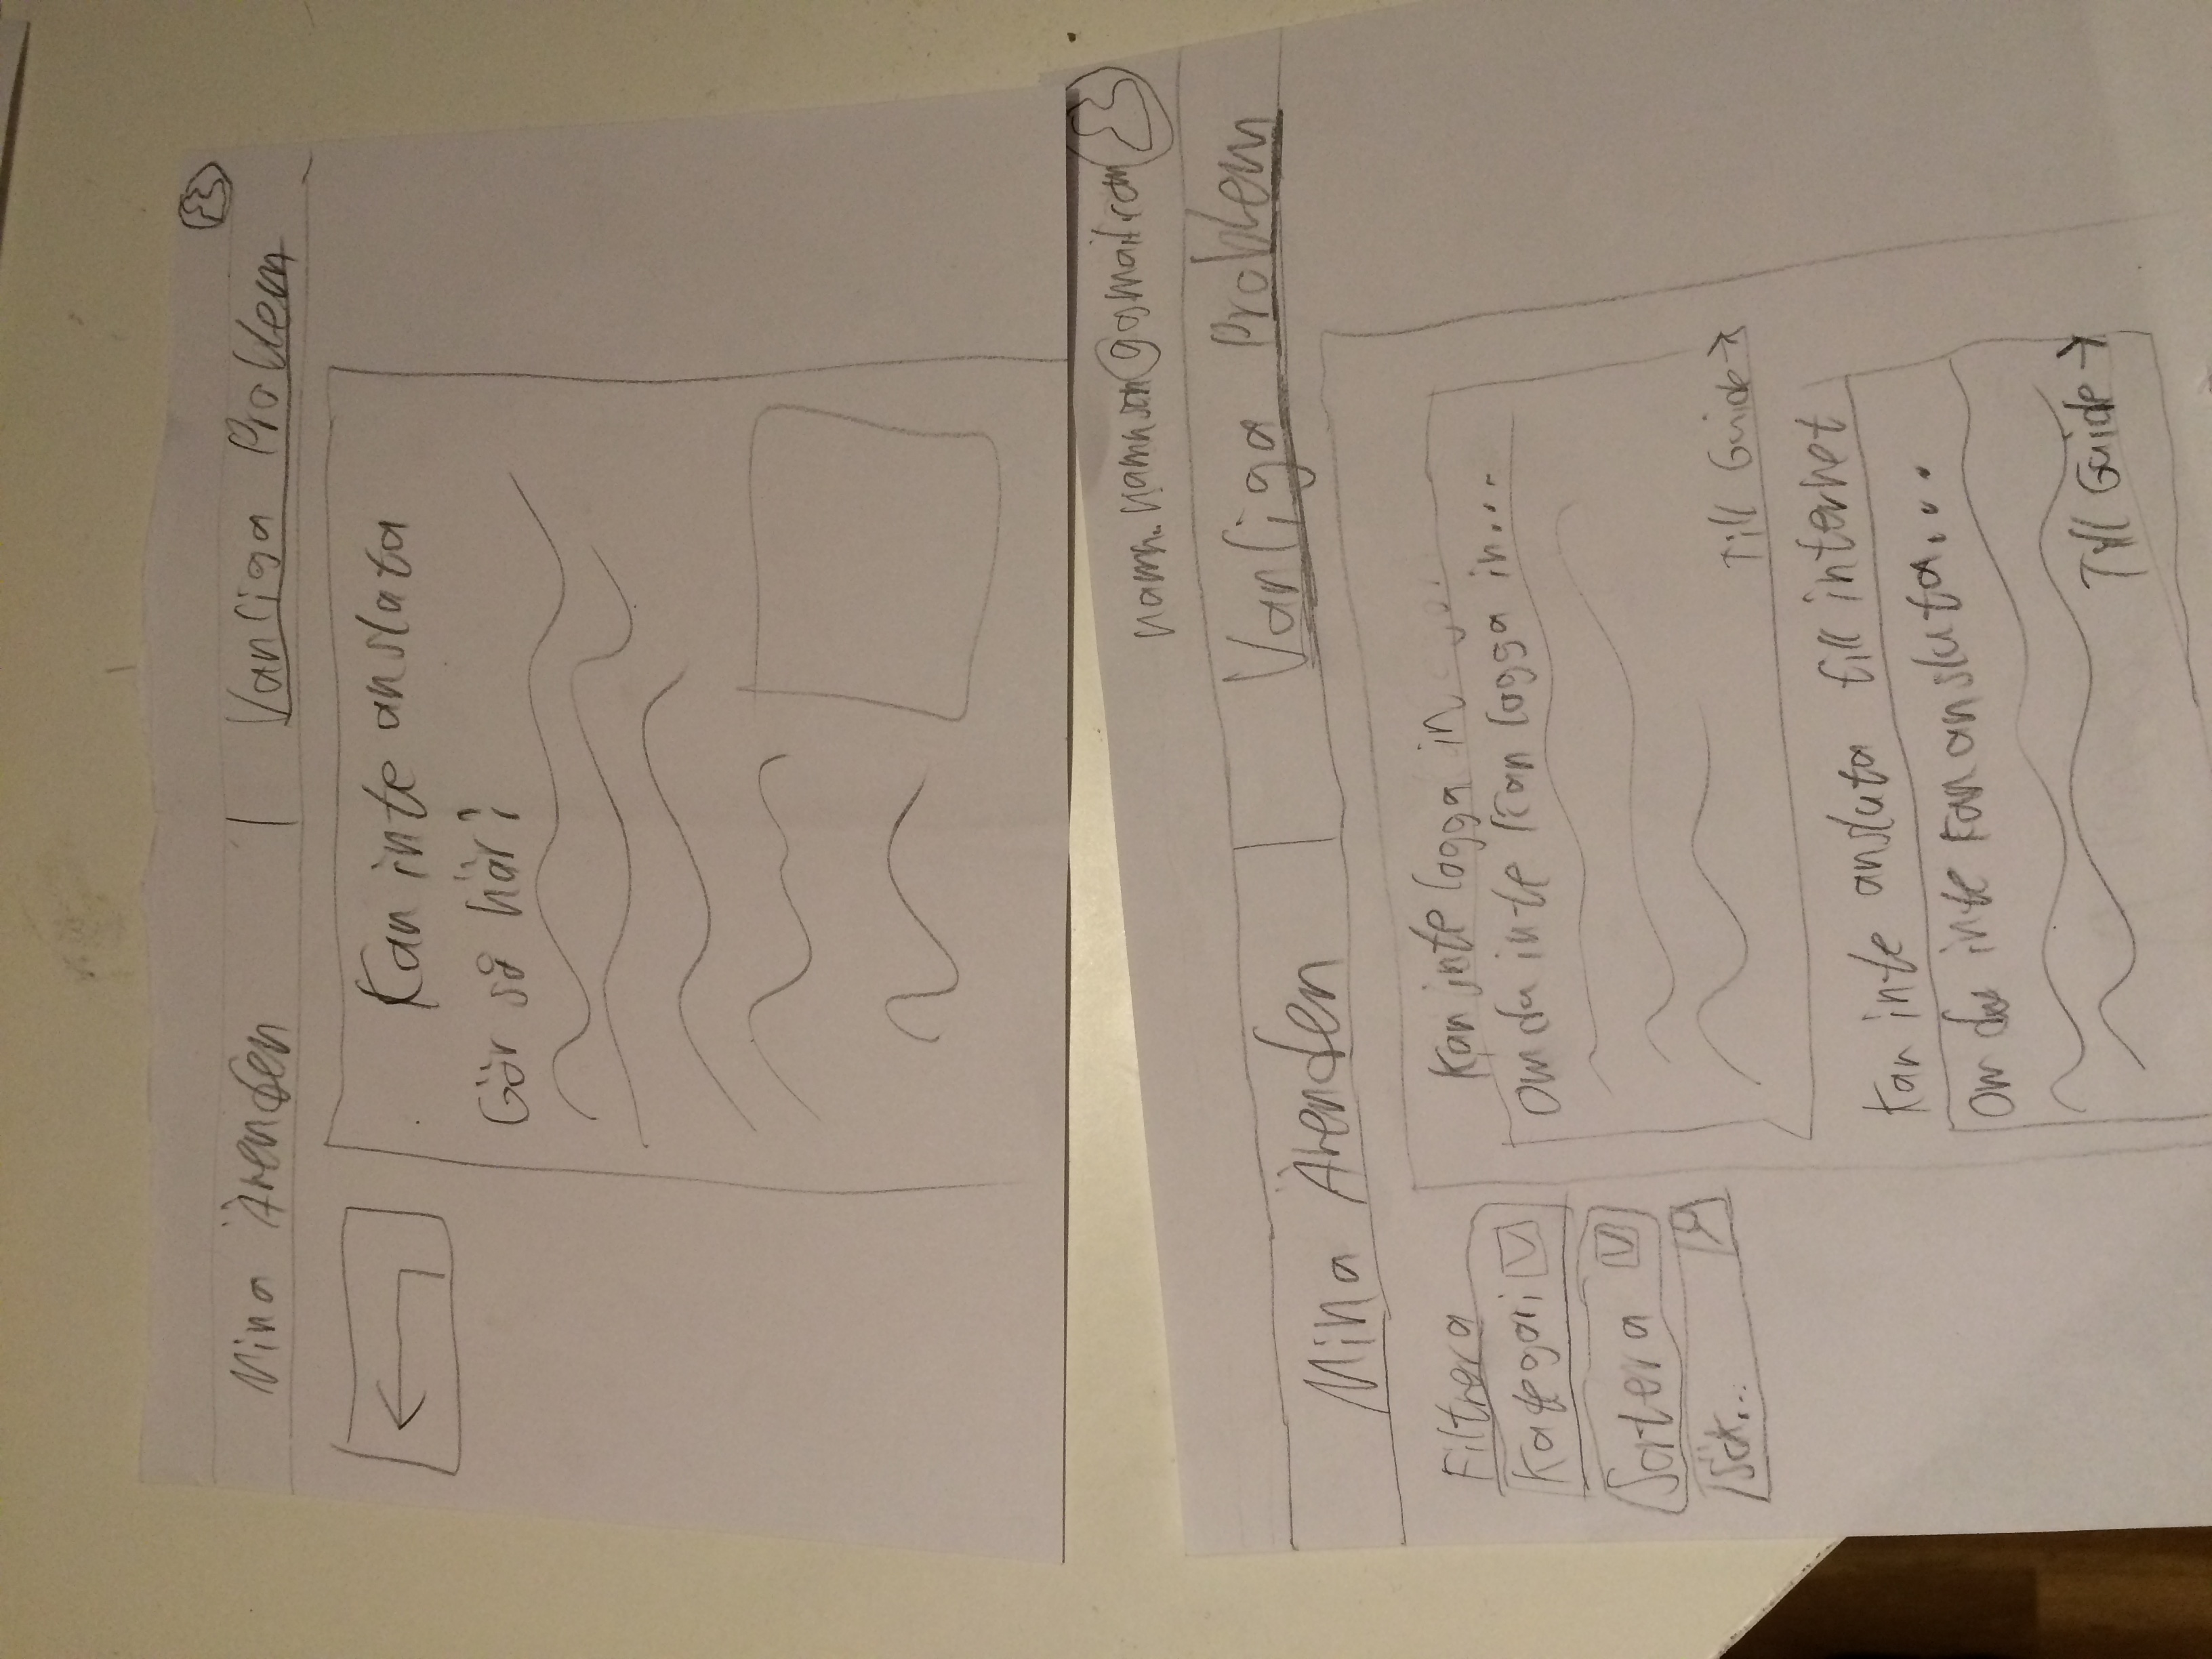 Mina Ärenden | Vanliga Problem
Kan inte ansluta
Gör så här:
namn.namnson@gmail.com
Mina Ärenden | Vanliga Problem
Filtrera
Kategori
Sortera
Sök...
Kan inte logga in
Om du inte kan logga in...
Till Guide →
Kan inte ansluta till internet
Om du inte kan ansluta...
Till Guide →